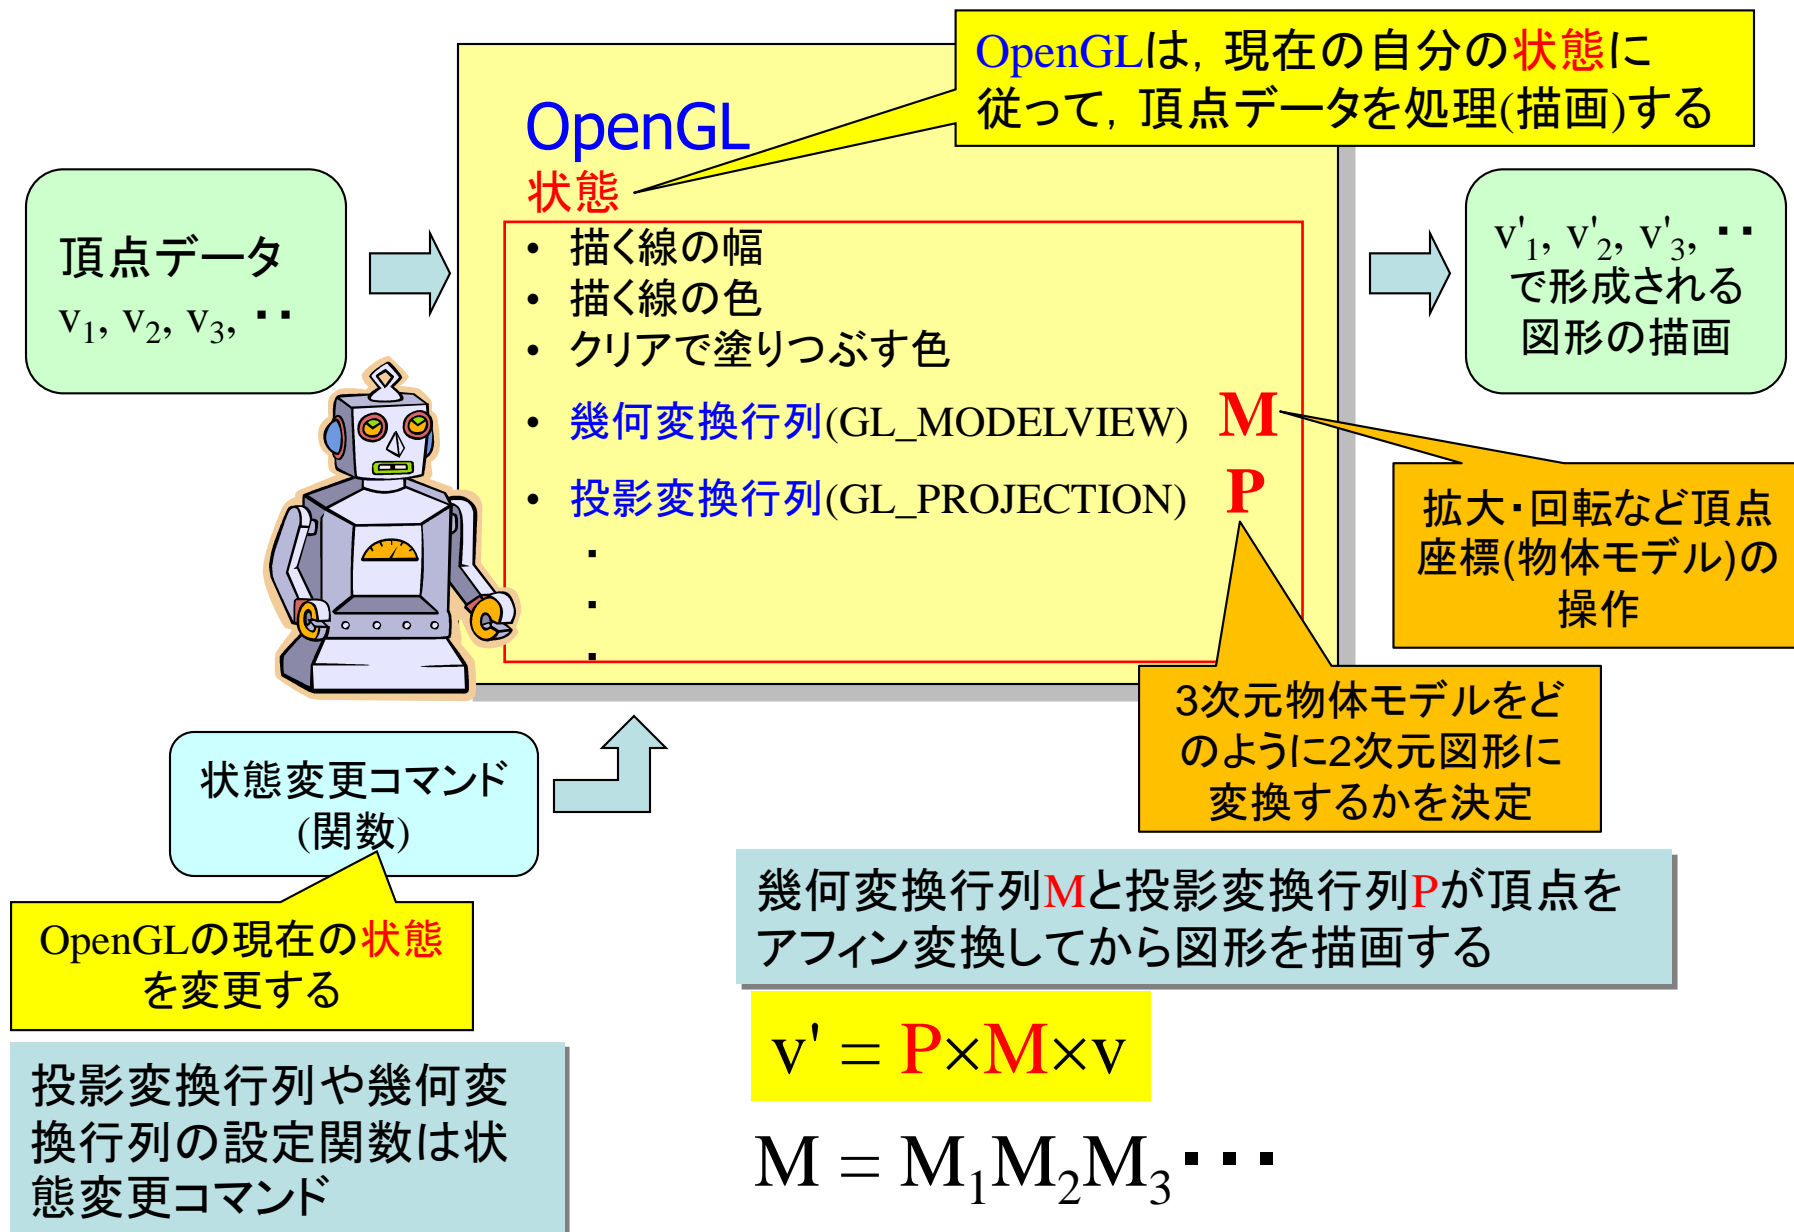 OpenGLは, 現在の自分の状態に
従って, 頂点データを処理(描画)する
OpenGL
状態
頂点データ
v1, v2, v3, ・・
• 描く線の幅
• 描く線の色
• クリアで塗りつぶす色
• 幾何変換行列(GL_MODELVIEW) M
• 投影変換行列(GL_PROJECTION) P
・
・
・
v'1, v'2, v'3, ・・
で形成される
図形の描画
拡大・回転など頂点
座標(物体モデル)の
操作
3次元物体モデルをど
のように2次元図形に
変換するかを決定
状態変更コマンド
(関数)
OpenGLの現在の状態
を変更する
投影変換行列や幾何変
換行列の設定関数は状
態変更コマンド
幾何変換行列Mと投影変換行列Pが頂点を
アフィン変換してから図形を描画する
v' = P×M×v
M = M1M2M3・・・